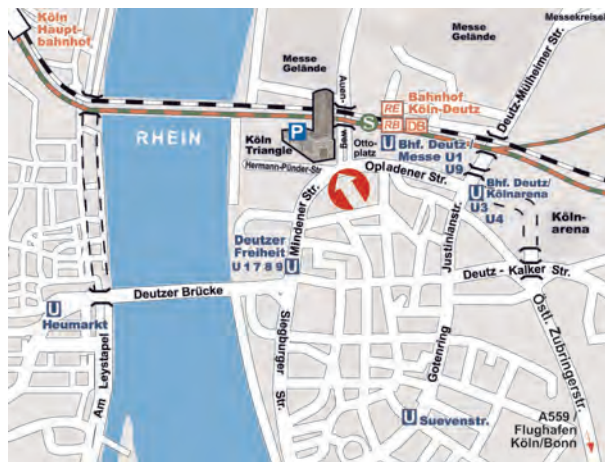 Köln
Haupt-
bahnhof
Messe
Gelände
Messe
Gelände
Messekreisel
Deutz-Mülheimer Str.
Auen-
weg
RE
RB
DB
Bahnhof
Köln-Deutz
S
P
RHEIN
Köln
Triangle
Otto-
platz
U Bhf. Deutz/
Messe U1
U9
Hermann-Pünder-Str
Opladener Str.
U
Bhf. Deutz/
Kölnarena
U3
U4
Köln-
arena
Mindener Str.
Justinianstr.
Deutzer
Freiheit
U 1 7 8 9 U
Deutz - Kalker Str.
Deutzer Brücke
U
Heumarkt
Am Leystapel
Siegburger Str.
Gotenring
Östl. Zubringerstr.
U Suevenstr.
A559 /
Flughafen
Köln/Bonn